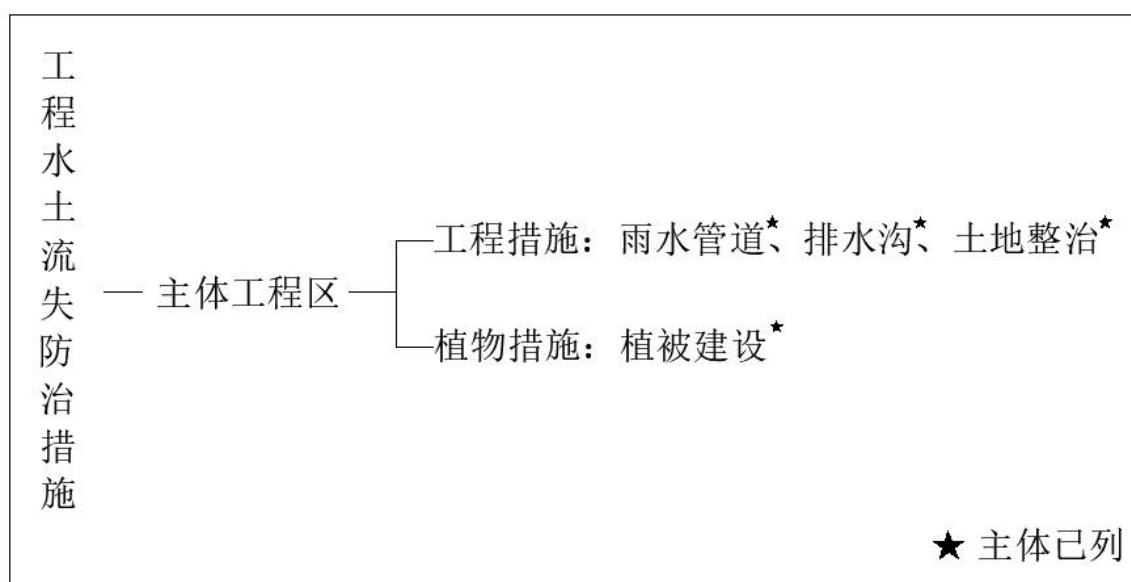 工程水土流失防治措施
主体工程区
工程措施：雨水管道★、排水沟★、土地整治★
植物措施：植被建设★
★ 主体已列